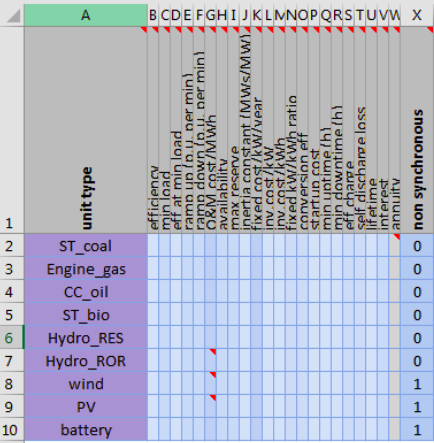 A B C D E F G H I J K L M N O P Q R S T U V W X
1 unit type efficiency min load eff at min load ramp up (p.u. per min) ramp down (p.u. per min) O&M cost/MWh availability max reserve inertia constant (MWs/MW) fixed cost/kW/year inv.cost/kW inv.cost/kWh fixed kW/kWh ratio conversion eff startup cost min uptime (h) min downtime (h) eff charge self discharge loss lifetime interest annuity non synchronous
2 ST_coal 0
3 Engine_gas 0
4 CC_oil 0
5 ST_bio 0
6 Hydro_RES 0
7 Hydro_ROR 0
8 wind 1
9 PV 1
10 battery 1